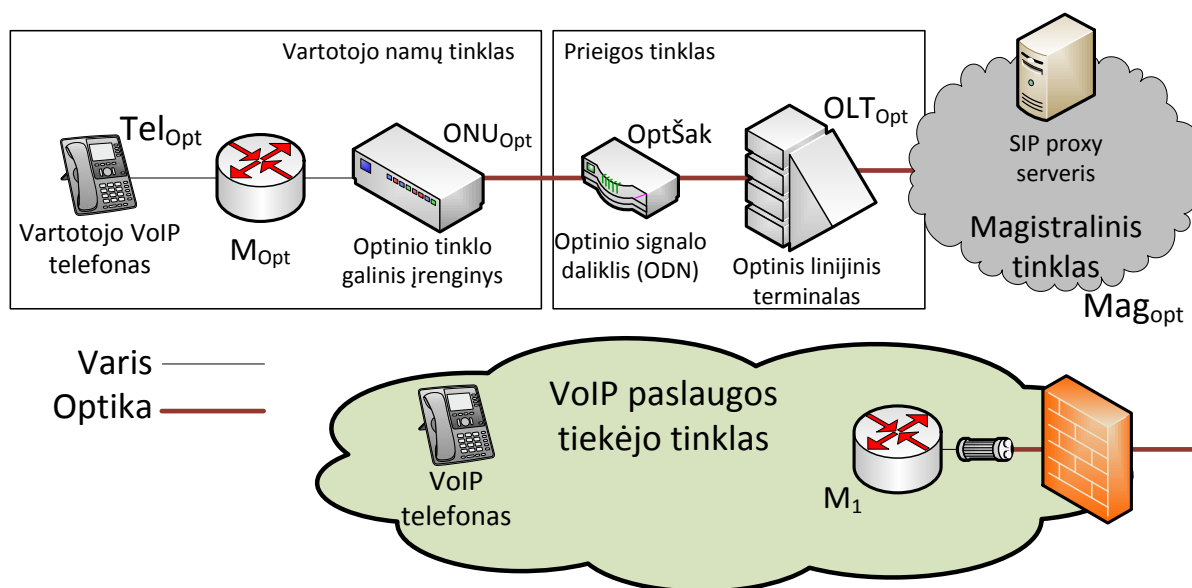 Vartotojo namų tinklas
Prieigos tinklas
Tel_Opt
ONU_Opt
OptŠak
OLT_Opt
SIP proxy
serveris
Vartotojo VoIP
telefonas
M_Opt
Optinio tinklo
galinis įrenginys
Optinio signalo
daliklis (ODN)
Optinis linijinis
terminalas
Magistralinis
tinklas
Mag_opt
Varis
Optika
VoIP paslaugos
tiekėjo tinklas
VoIP
telefonas
M_1